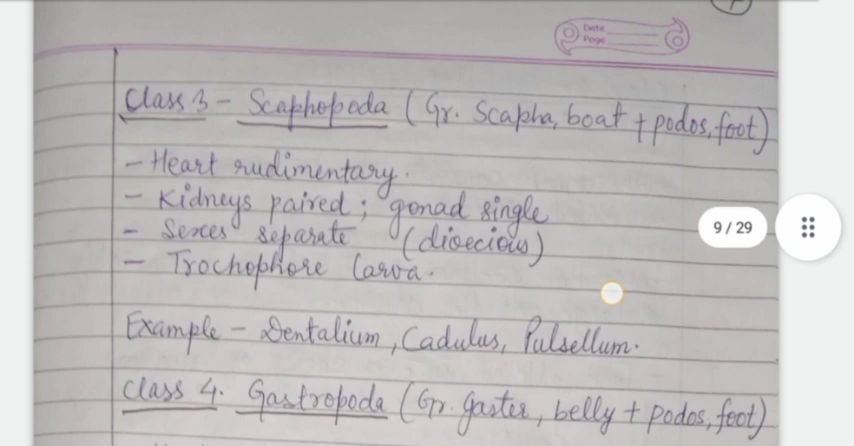 Date
Page
Class 3 - Scaphopoda (Gr. Scapha, boat + podos, foot)
- Heart rudimentary.
- Kidneys paired; gonad single
- Sexes separate (dioecious)
- Trochophore larva.
9 / 29
Example - Dentalium, Cadulus, Pulsellum.
Class 4. Gastropoda (Gr. gaster, belly + podos, foot)